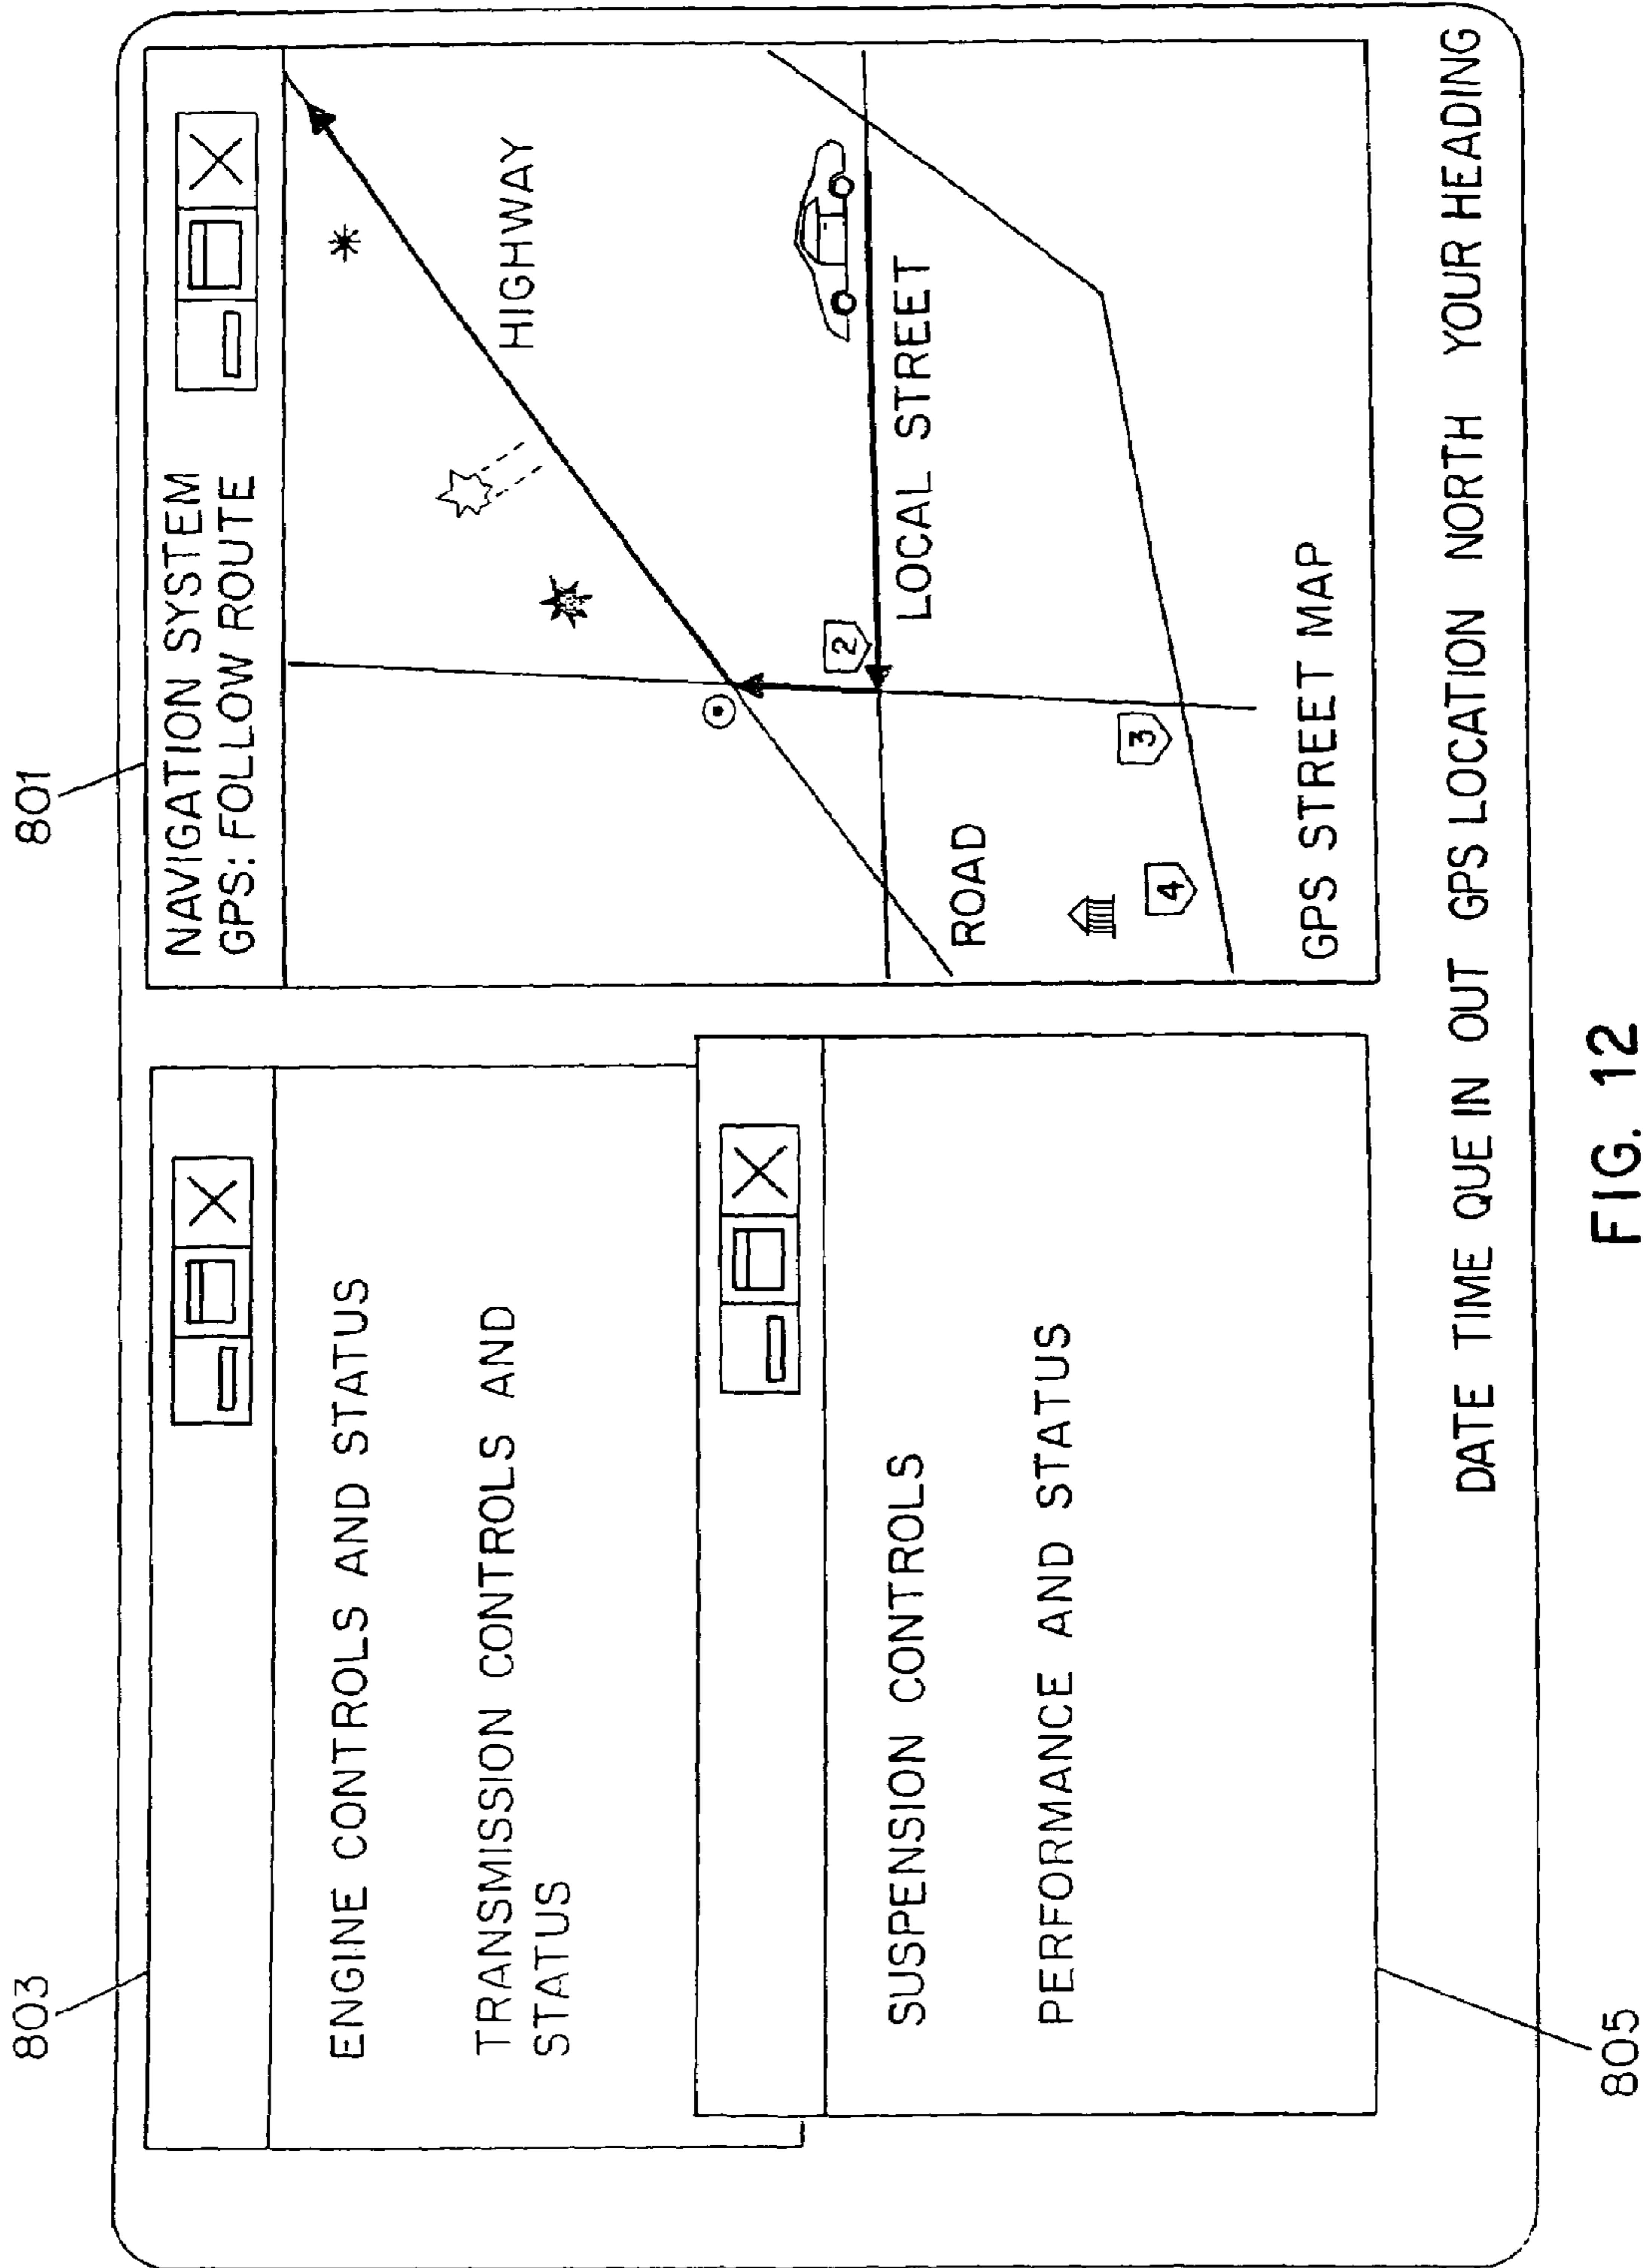 803
801
ENGINE CONTROLS AND STATUS
TRANSMISSION CONTROLS AND
STATUS
SUSPENSION CONTROLS
PERFORMANCE AND STATUS
NAVIGATION SYSTEM
GPS: FOLLOW ROUTE
HIGHWAY
2
LOCAL STREET
ROAD
3
4
GPS STREET MAP
DATE TIME QUE IN OUT GPS LOCATION NORTH YOUR HEADING
805
FIG. 12